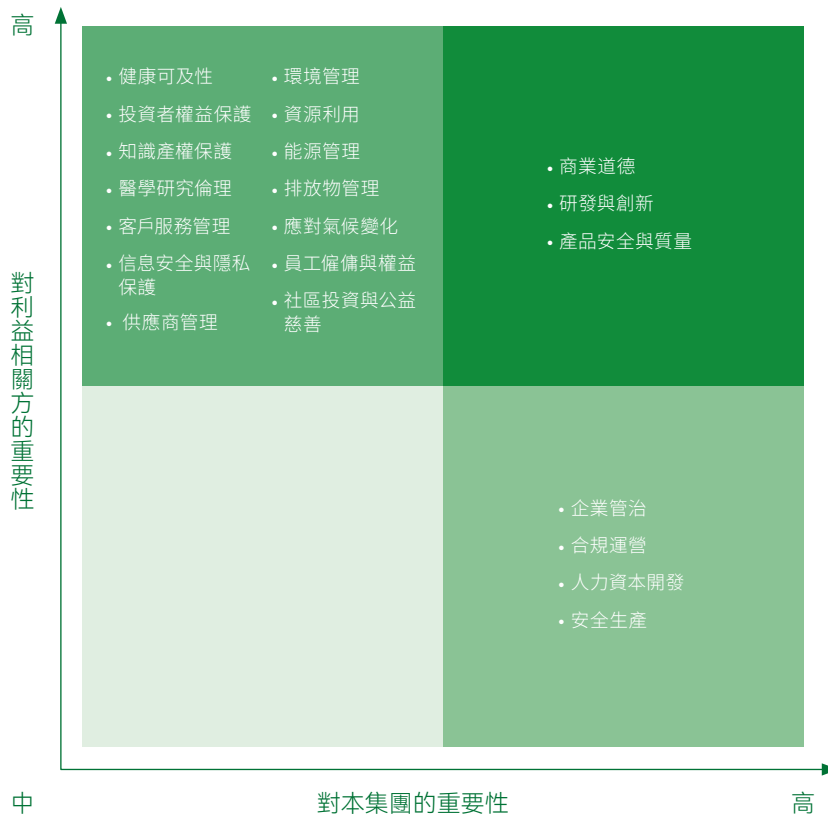 高
• 健康可及性
• 投資者權益保護
• 知識產權保護
• 醫學研究倫理
• 客戶服務管理
• 信息安全與隱私
保護
• 供應商管理
• 環境管理
• 資源利用
• 能源管理
• 排放物管理
• 應對氣候變化
• 員工僱傭與權益
• 社區投資與公益
慈善
• 商業道德
• 研發與創新
• 產品安全與質量
對利益相關方的重要性
• 企業管治
• 合規運營
• 人力資本開發
• 安全生產
中
對本集團的重要性
高